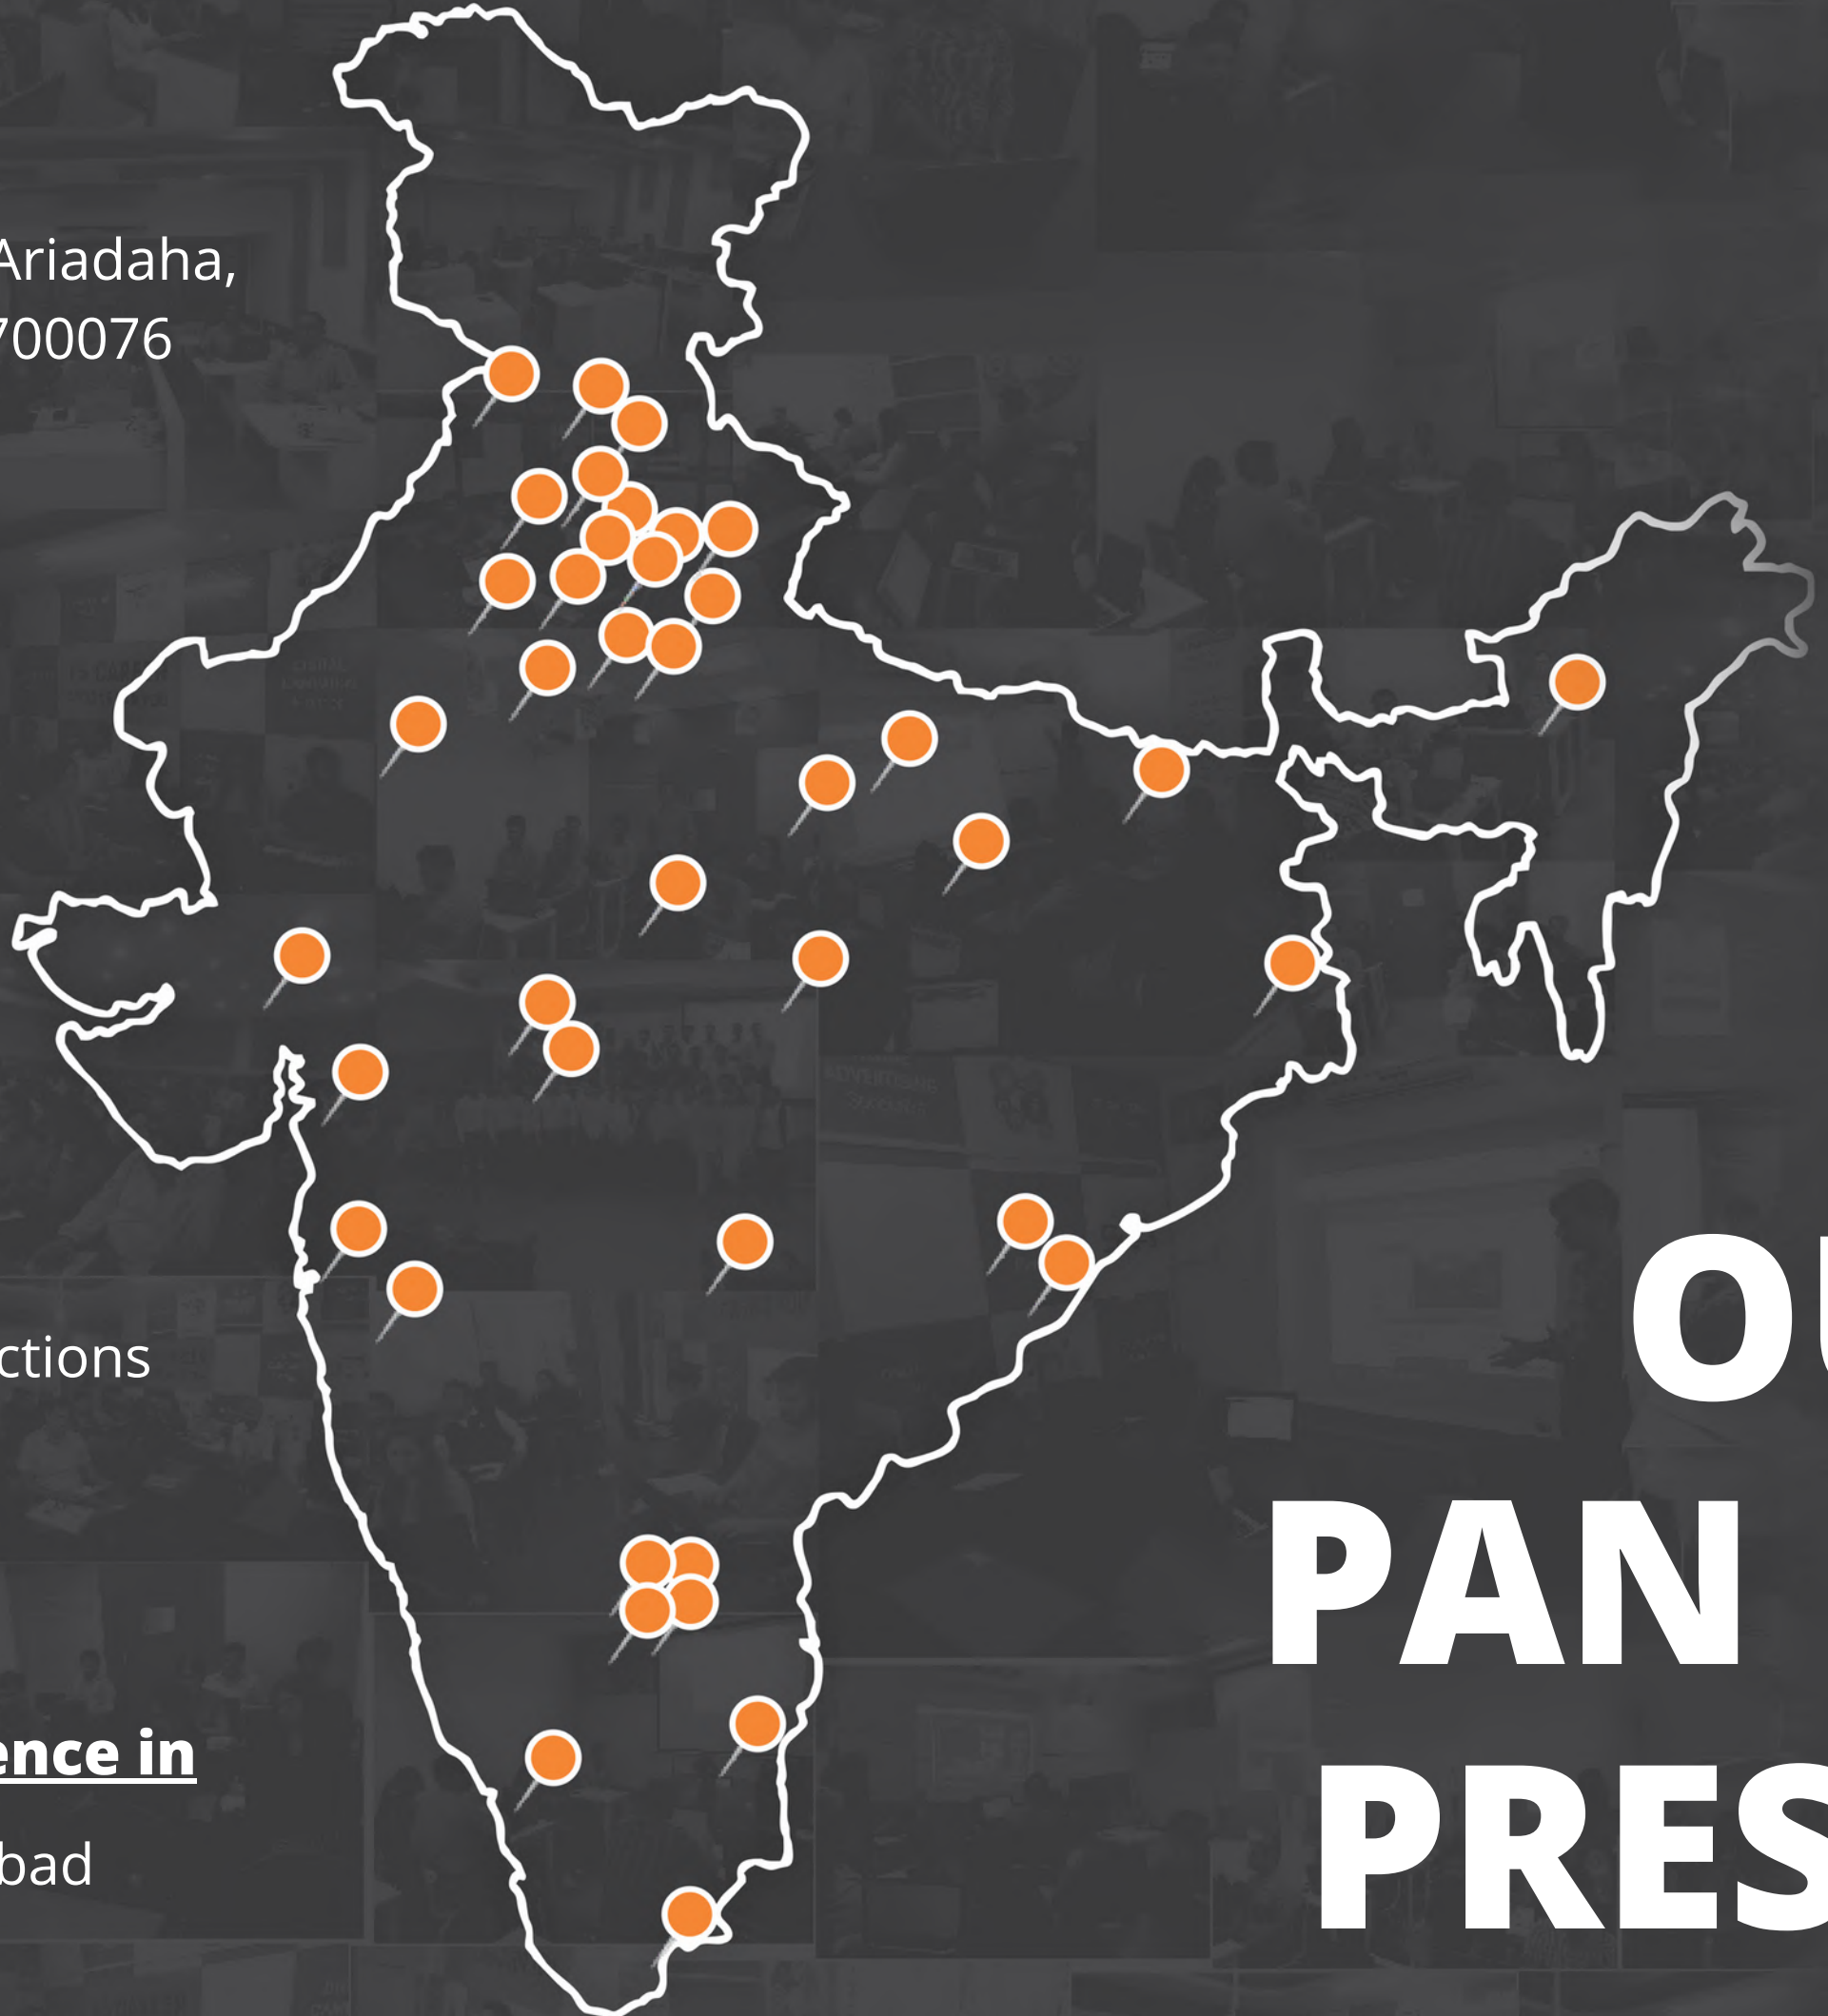 Ariadaha,
700076
ctions
ence in
bad
OU
PAN
PRES